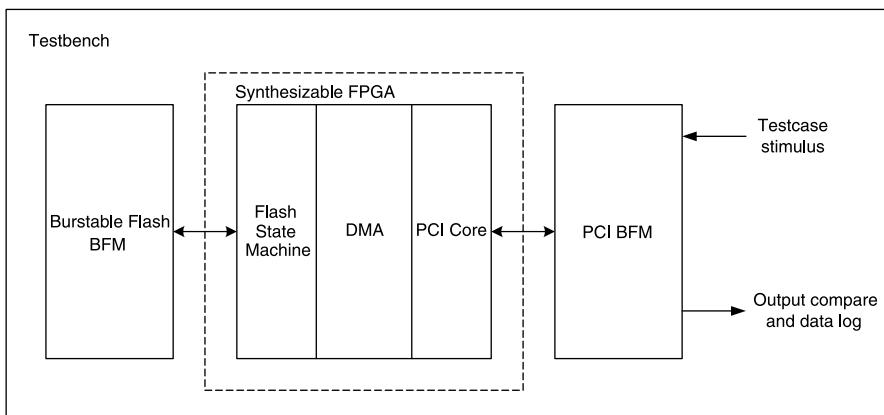 Testbench
Synthesizable FPGA
Burstable Flash
BFM
Flash
State
Machine
DMA
PCI Core
PCI BFM
Testcase
stimulus
Output compare
and data log